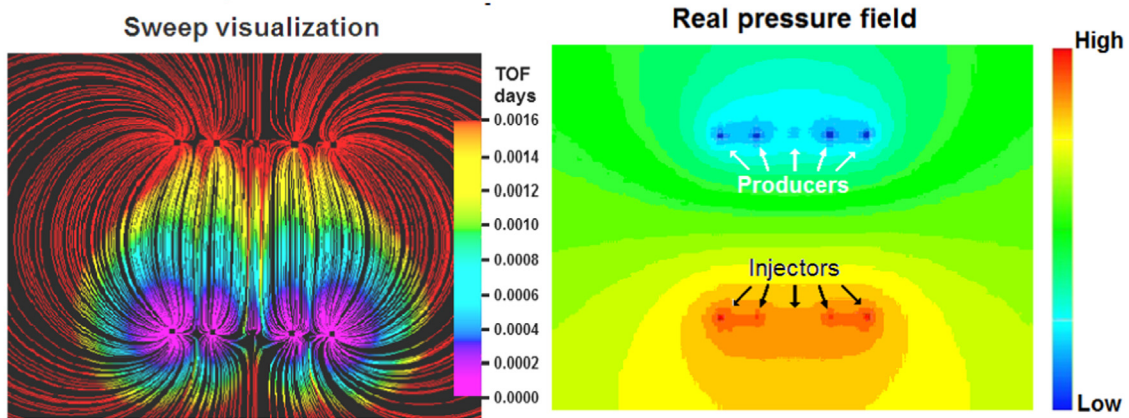 Sweep visualization
TOF
days
0.0016
0.0014
0.0012
0.0010
0.0008
0.0006
0.0004
0.0002
0.0000
Real pressure field
High
Producers
Injectors
Low